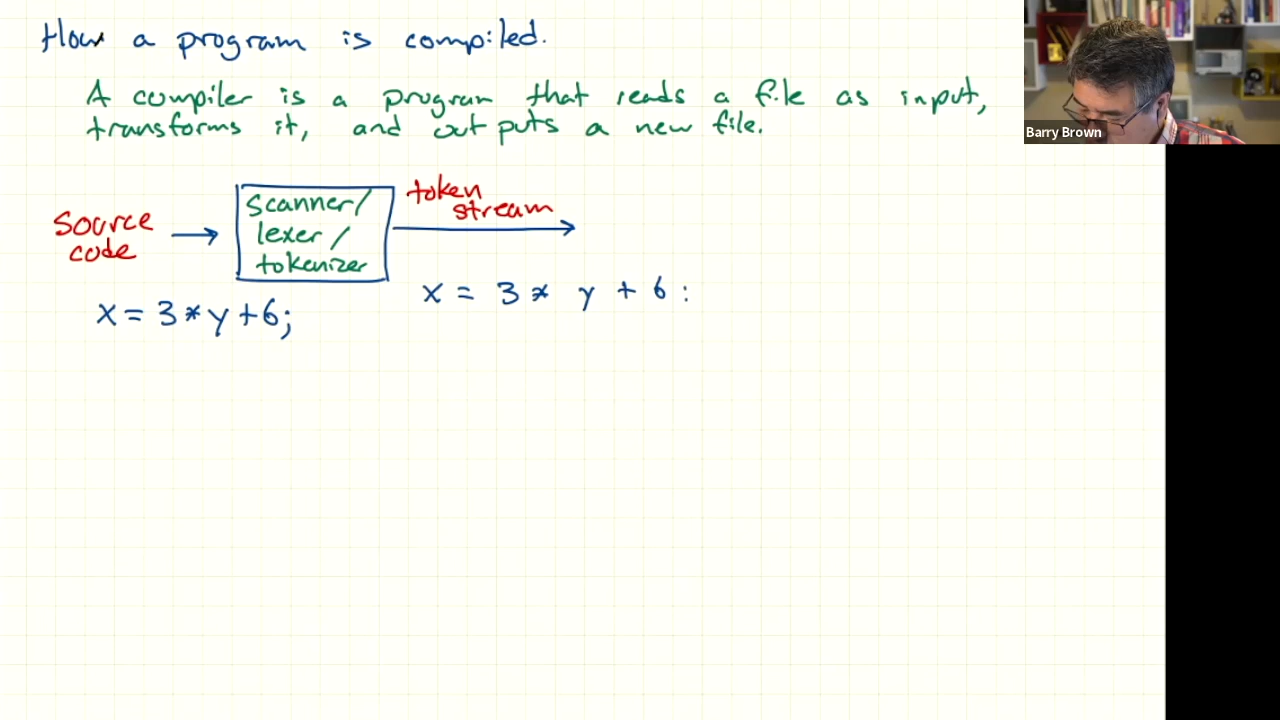 How a program is compiled.
A compiler is a program that reads a file as input,
transforms it, and outputs a new file.
Source
code
scanner/
lexer /
tokenizer
token
stream
x = 3 * y + 6 :
x = 3 * y + 6;
Barry Brown